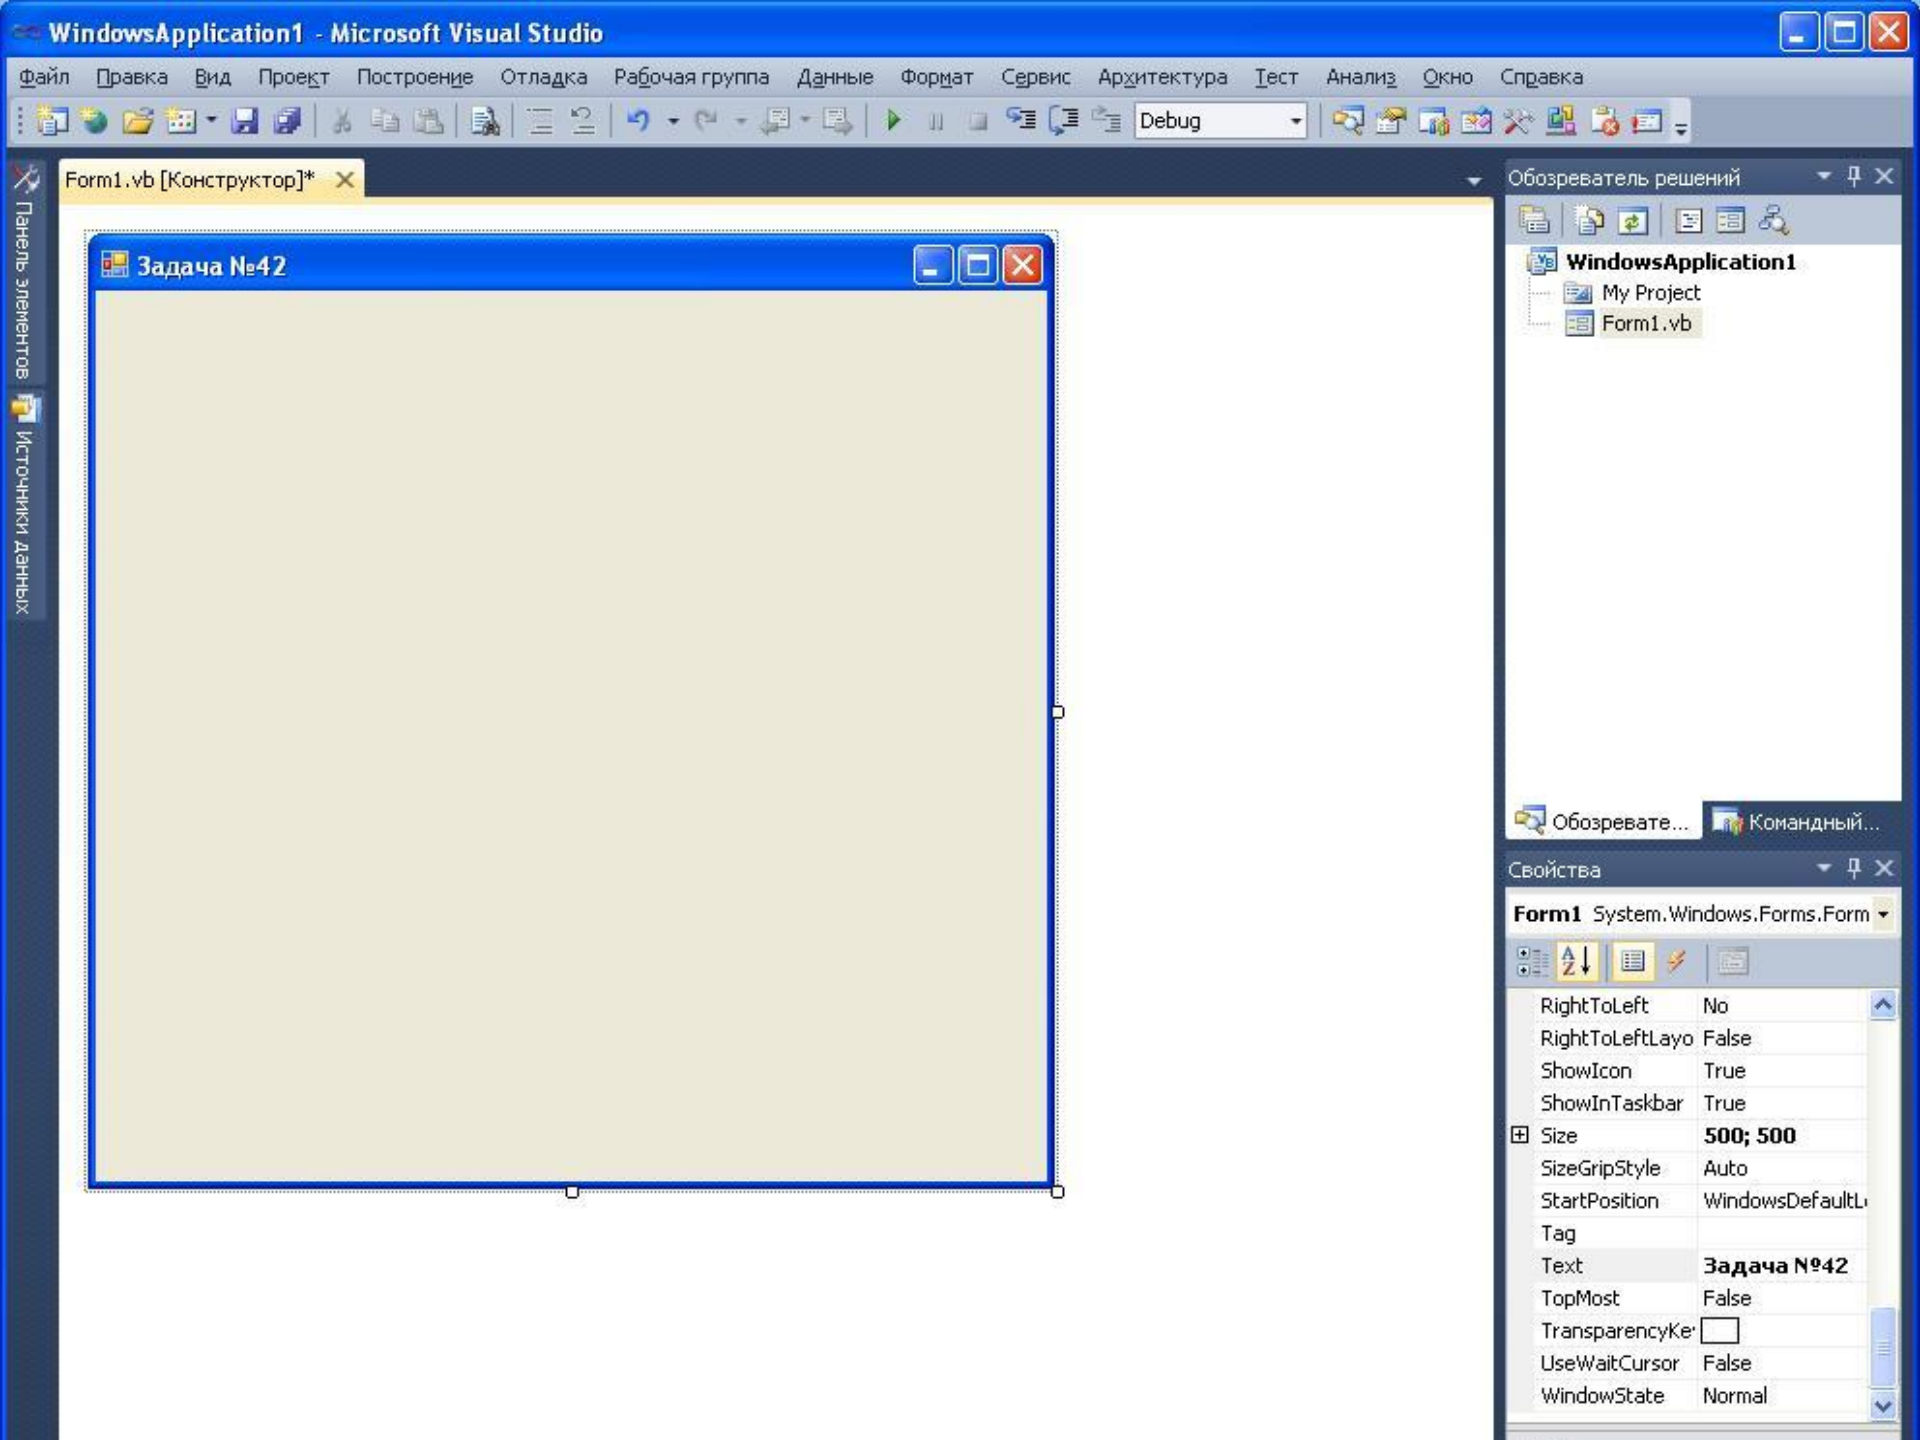 WindowsApplication1 - Microsoft Visual Studio
Файл Правка Вид Проект Построение Отладка Рабочая группа Данные Формат Сервис Архитектура Тест Анализ Окно Справка
Debug
Панель элементов
Источники данных
Form1.vb [Конструктор]*
Задача №42
Обозреватель решений
WindowsApplication1
My Project
Form1.vb
Обозревате... Командный...
Свойства
Form1 System.Windows.Forms.Form
RightToLeft No
RightToLeftLayo False
ShowIcon True
ShowInTaskbar True
Size 500; 500
SizeGripStyle Auto
StartPosition WindowsDefaultL
Tag
Text Задача №42
TopMost False
TransparencyKe
UseWaitCursor False
WindowState Normal